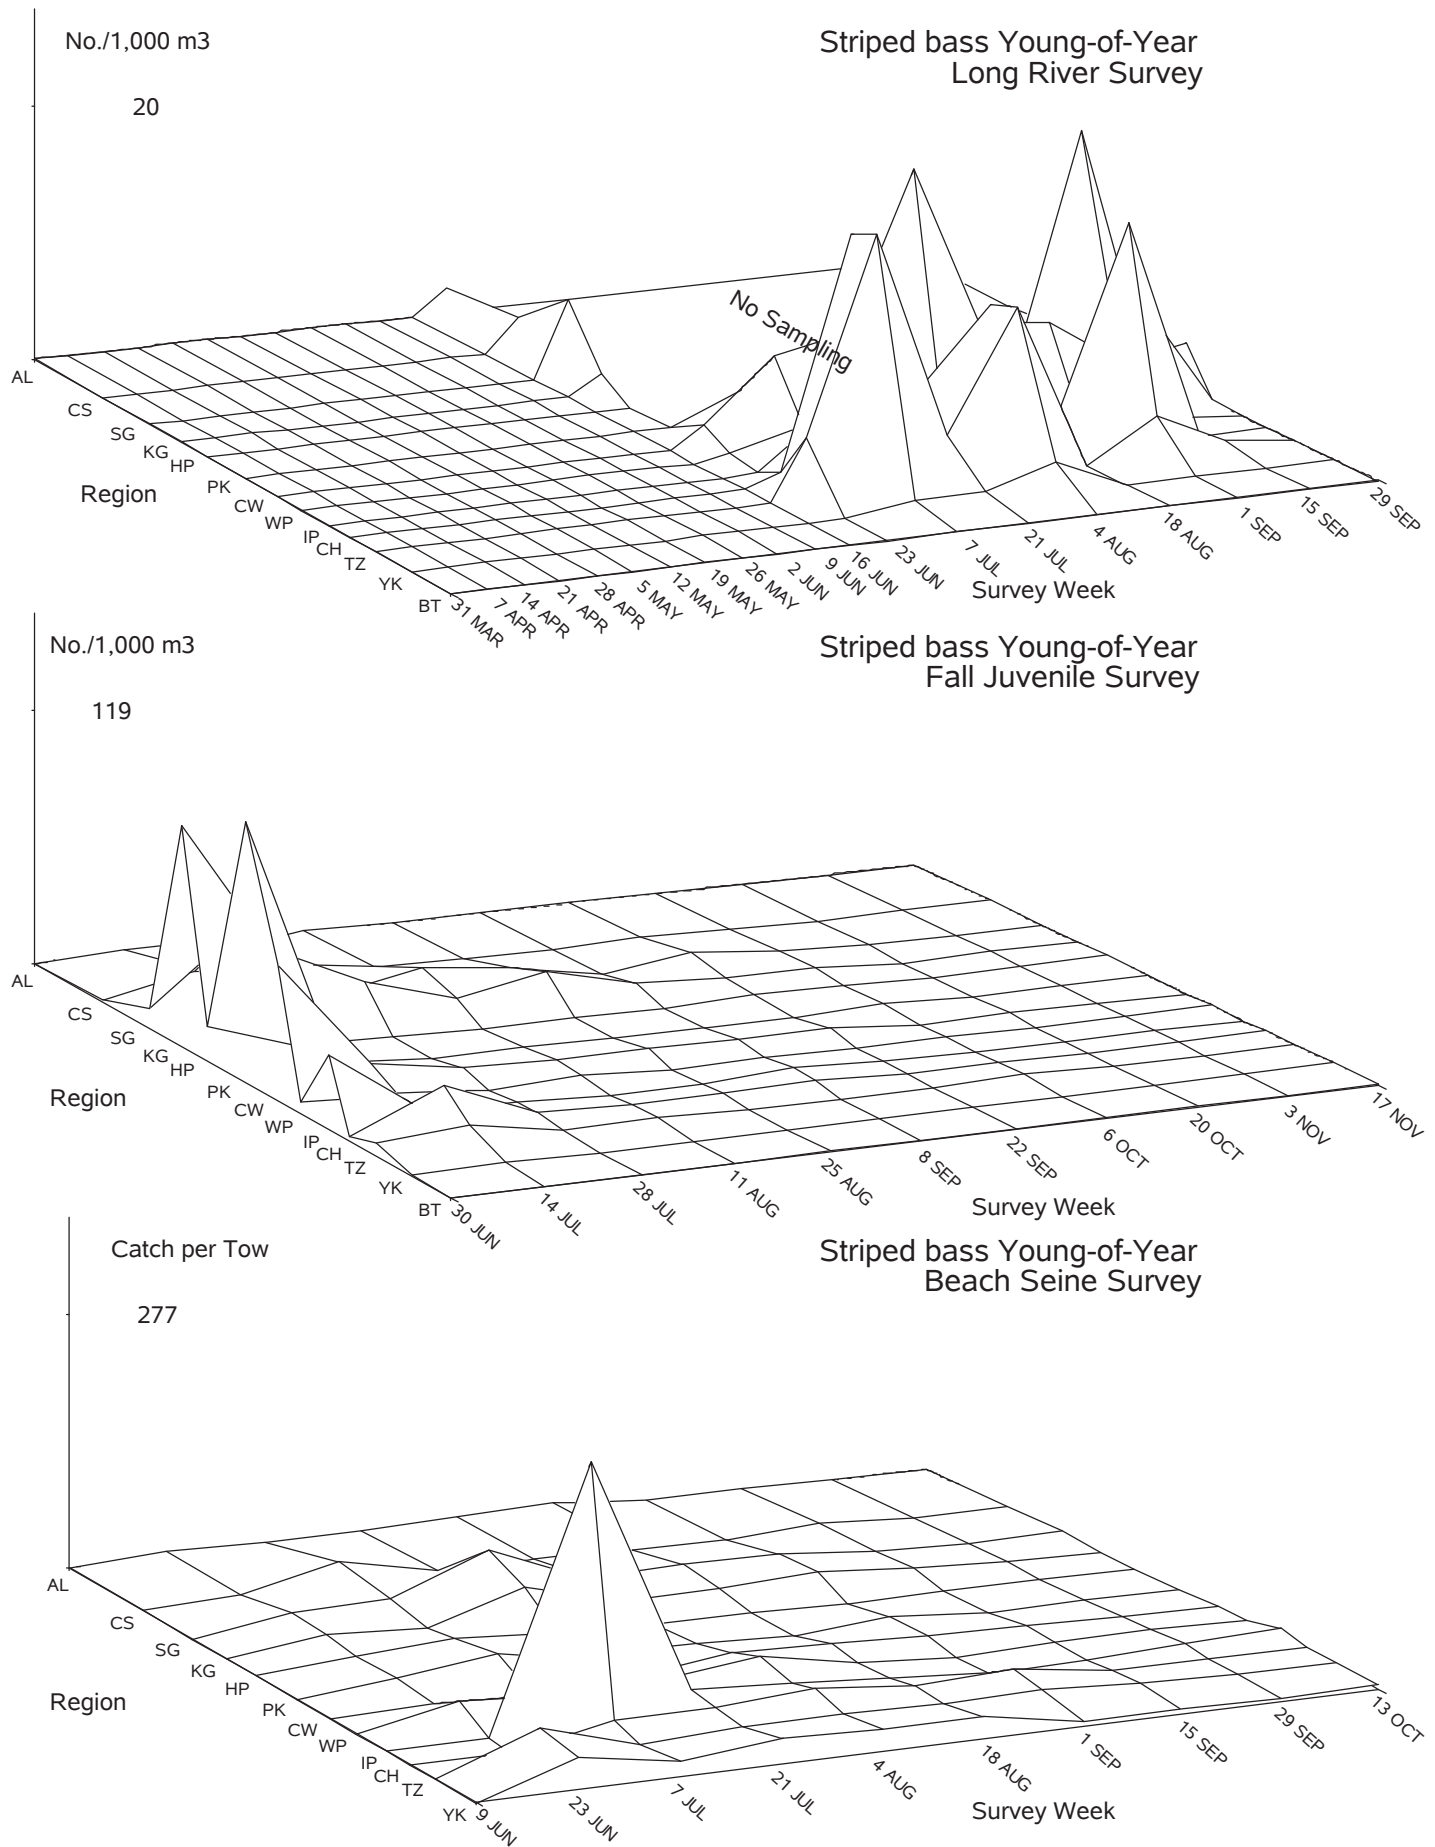 No./1,000 m3
Striped bass Young-of-Year
Long River Survey
20
No Sampling
AL
CS
SG
KG
HP
PK
CW
WP
IP
CH
TZ
YK
BT
Region
31 MAR
7 APR
14 APR
21 APR
28 APR
5 MAY
12 MAY
19 MAY
26 MAY
2 JUN
9 JUN
16 JUN
23 JUN
7 JUL
21 JUL
4 AUG
18 AUG
1 SEP
15 SEP
29 SEP
Survey Week
No./1,000 m3
Striped bass Young-of-Year
Fall Juvenile Survey
119
AL
CS
SG
KG
HP
PK
CW
WP
IP
CH
TZ
YK
BT
Region
30 JUN
14 JUL
28 JUL
11 AUG
25 AUG
8 SEP
22 SEP
6 OCT
20 OCT
3 NOV
17 NOV
Survey Week
Catch per Tow
Striped bass Young-of-Year
Beach Seine Survey
277
AL
CS
SG
KG
HP
PK
CW
WP
IP
CH
TZ
YK
Region
9 JUN
23 JUN
7 JUL
21 JUL
4 AUG
18 AUG
1 SEP
15 SEP
29 SEP
13 OCT
Survey Week